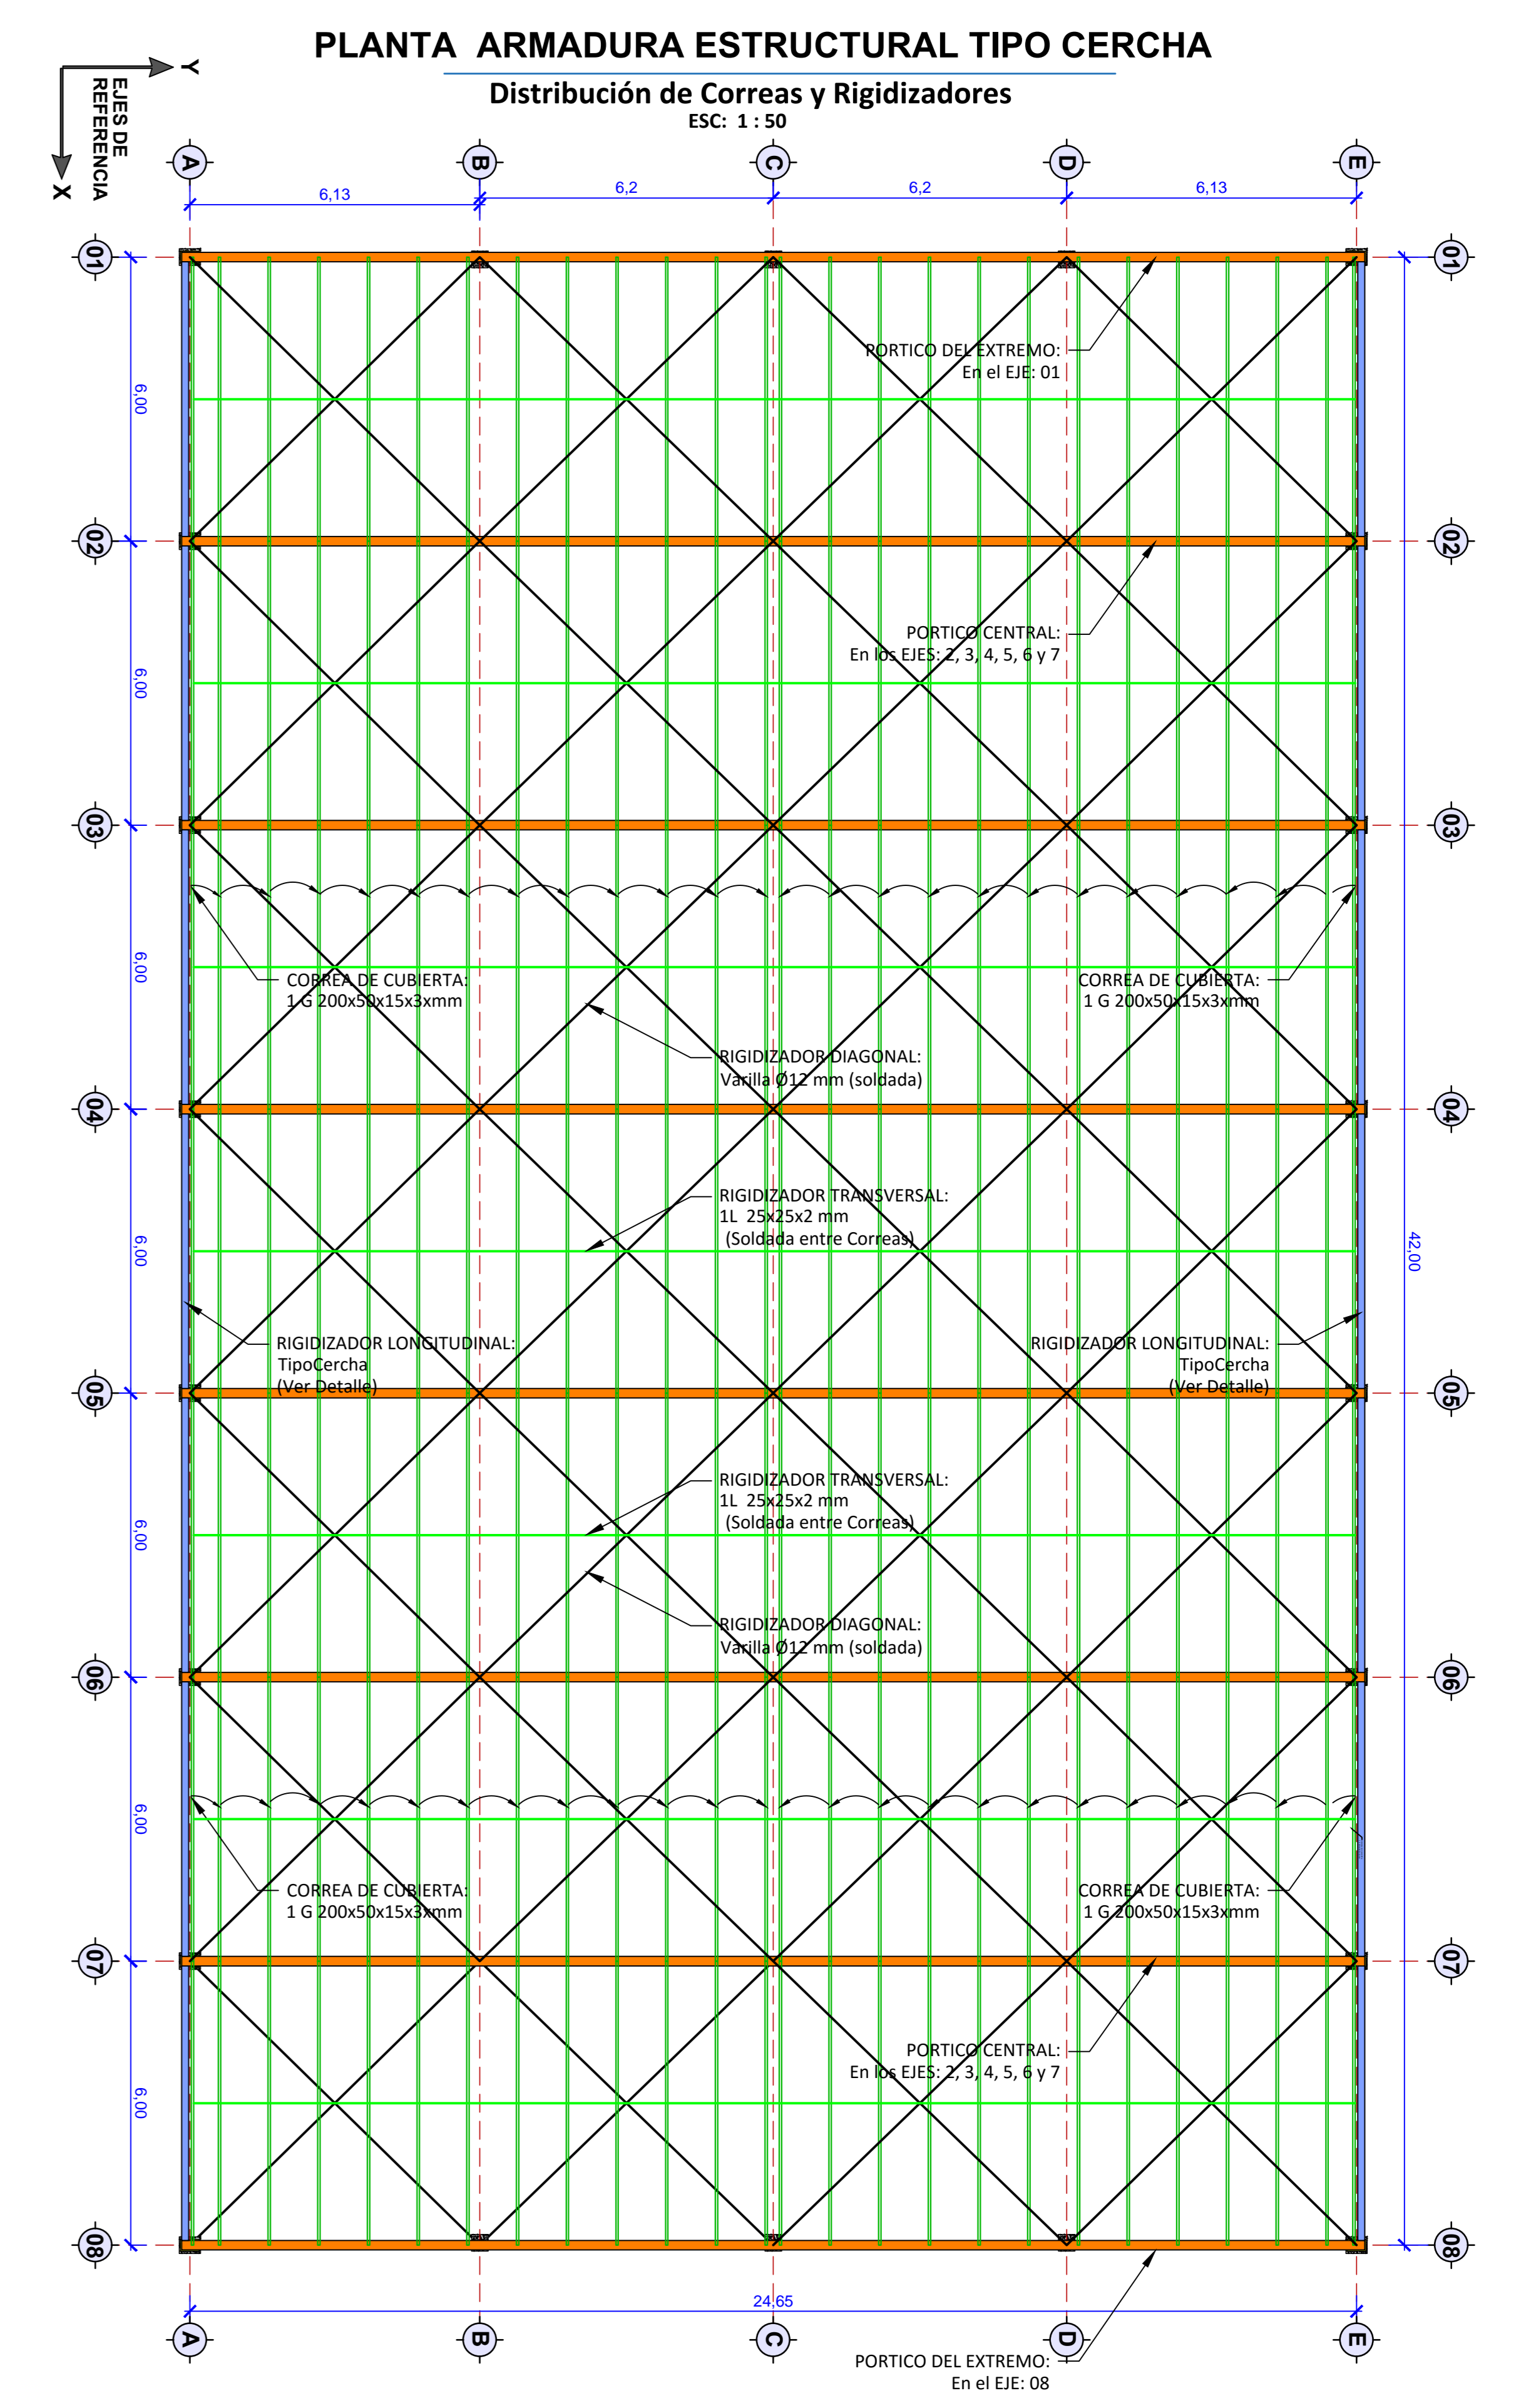 PLANTA  ARMADURA ESTRUCTURAL TIPO CERCHA
Distribución de Correas y Rigidizadores
ESC:  1 : 50
Y
EJES DE
REFERENCIA
X
A
B
C
D
E
6,13
6,2
6,2
6,13
01
01
PORTICO DEL EXTREMO:
En el EJE: 01
6,00
02
02
PORTICO CENTRAL:
En los EJES: 2, 3, 4, 5, 6 y 7
6,00
03
03
6,00
CORREA DE CUBIERTA:
1 G 200x50x15x3xmm
CORREA DE CUBIERTA:
1 G 200x50x15x3xmm
RIGIDIZADOR DIAGONAL:
Varilla Ø12 mm (soldada)
04
04
RIGIDIZADOR TRANSVERSAL:
1L  25x25x2 mm
(Soldada entre Correas)
6,00
42,00
RIGIDIZADOR LONGITUDINAL:
TipoCercha
(Ver Detalle)
RIGIDIZADOR LONGITUDINAL:
TipoCercha
(Ver Detalle)
05
05
RIGIDIZADOR TRANSVERSAL:
1L  25x25x2 mm
(Soldada entre Correas)
6,00
RIGIDIZADOR DIAGONAL:
Varilla Ø12 mm (soldada)
06
06
6,00
CORREA DE CUBIERTA:
1 G 200x50x15x3xmm
CORREA DE CUBIERTA:
1 G 200x50x15x3xmm
07
07
PORTICO CENTRAL:
En los EJES: 2, 3, 4, 5, 6 y 7
6,00
08
08
24,65
A
B
C
D
E
PORTICO DEL EXTREMO:
En el EJE: 08